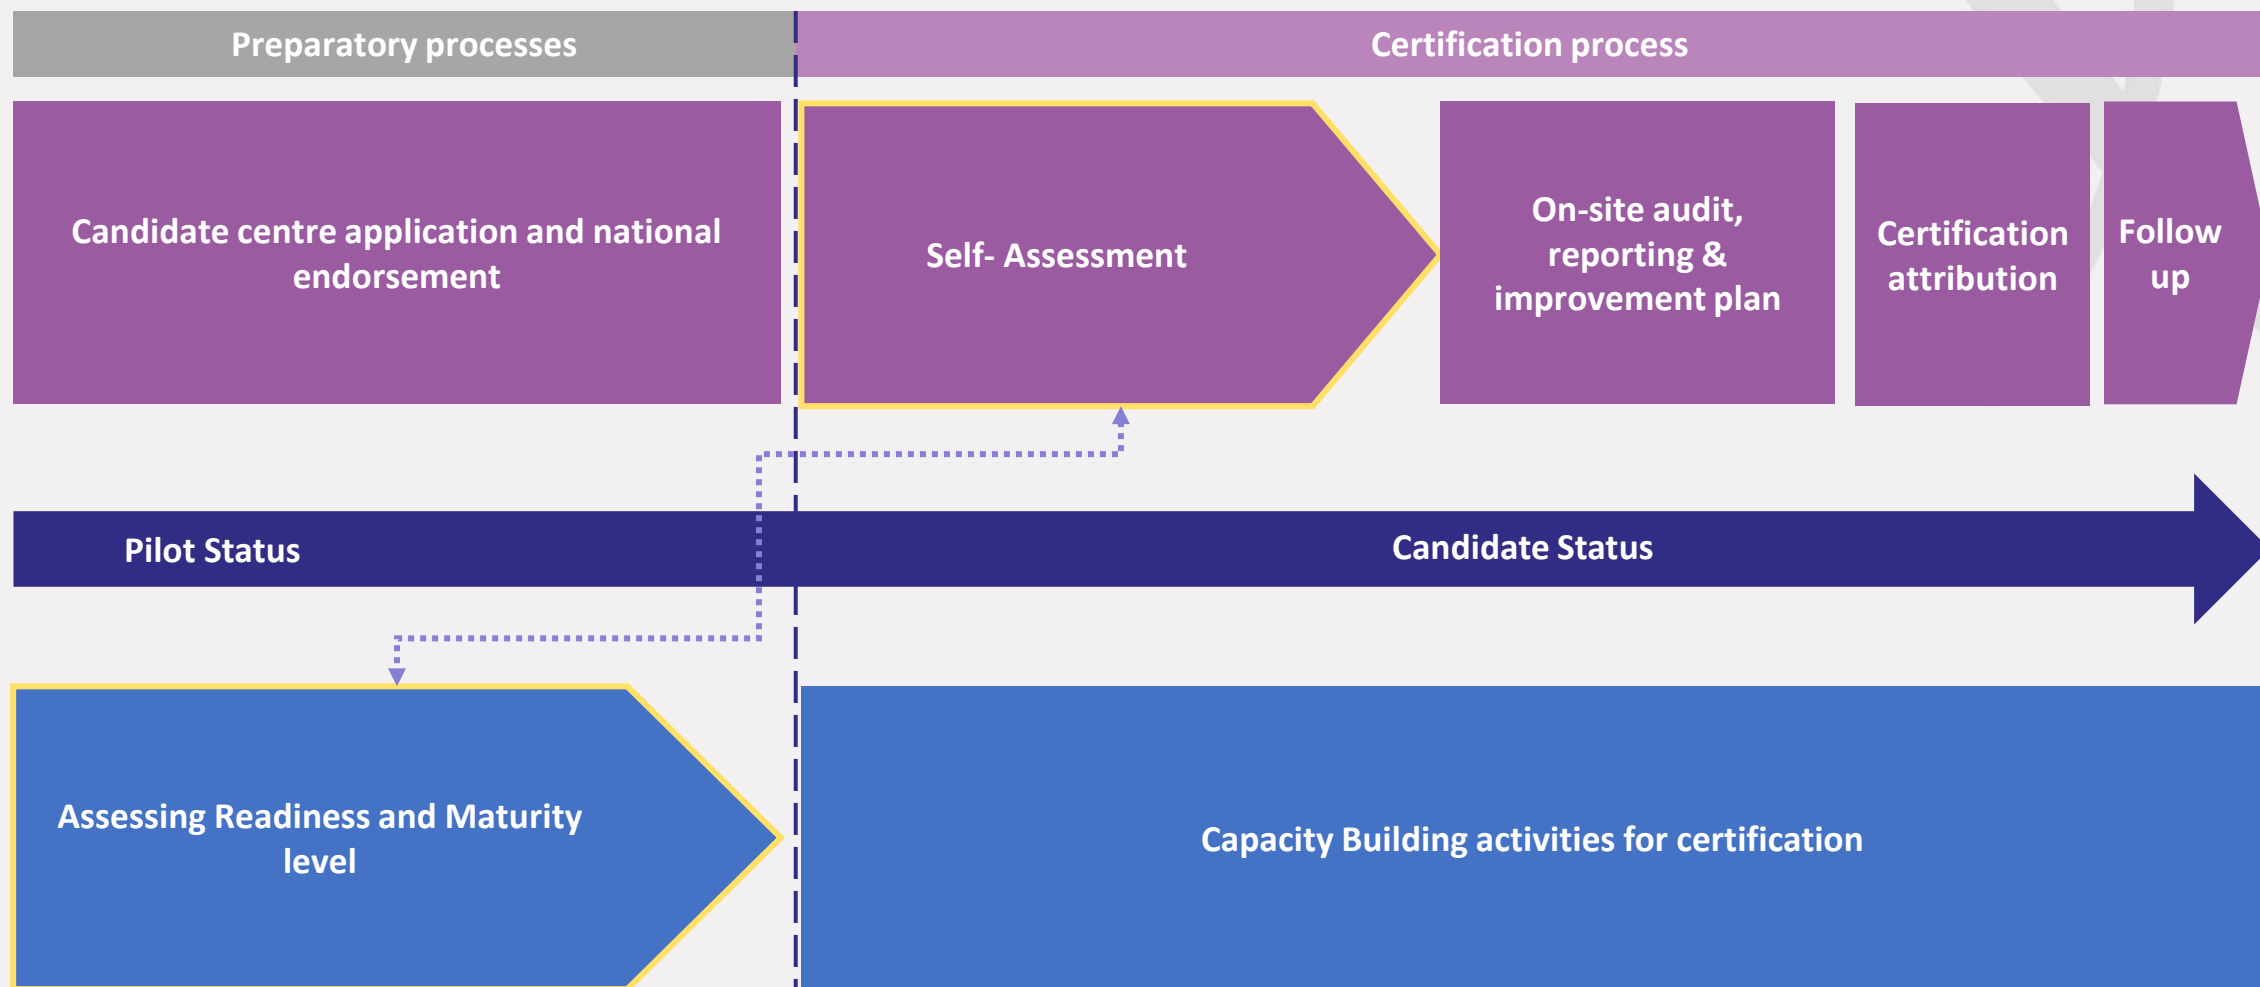 Preparatory processes
Certification process
Candidate centre application and national
endorsement
Self- Assessment
On-site audit,
reporting &
improvement plan
Certification
attribution
Follow
up
Pilot Status
Candidate Status
Assessing Readiness and Maturity
level
Capacity Building activities for certification